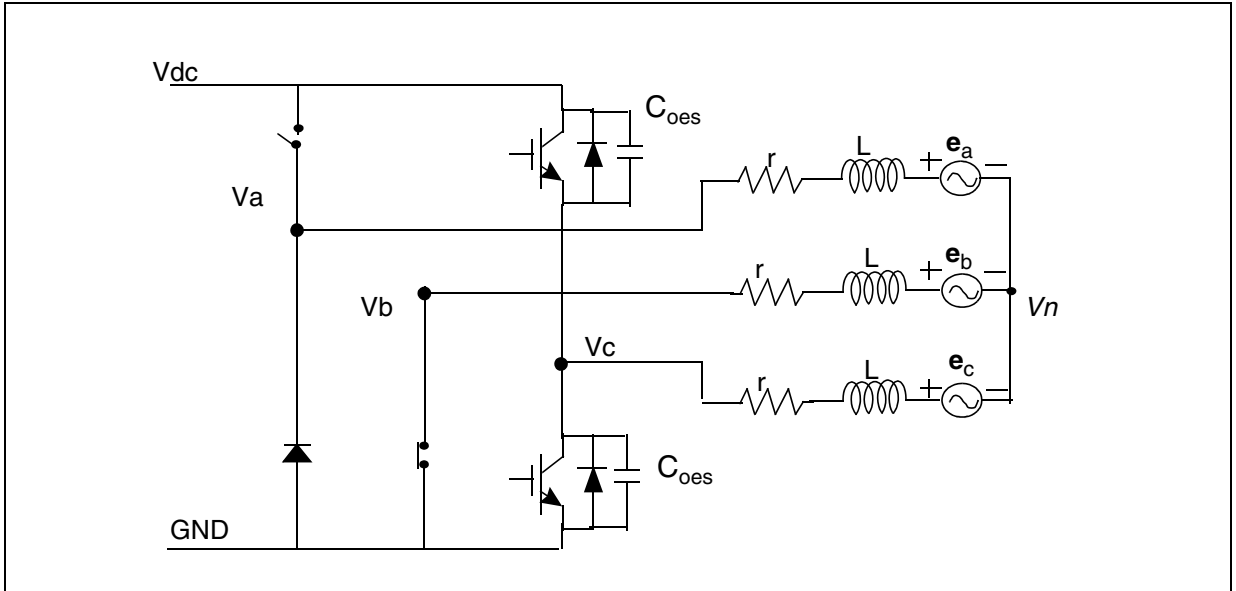 Vdc
Coes
Va
r
L
+
ea
−
Vb
r
L
+
eb
−
Vn
Vc
r
L
+
ec
−
Coes
GND